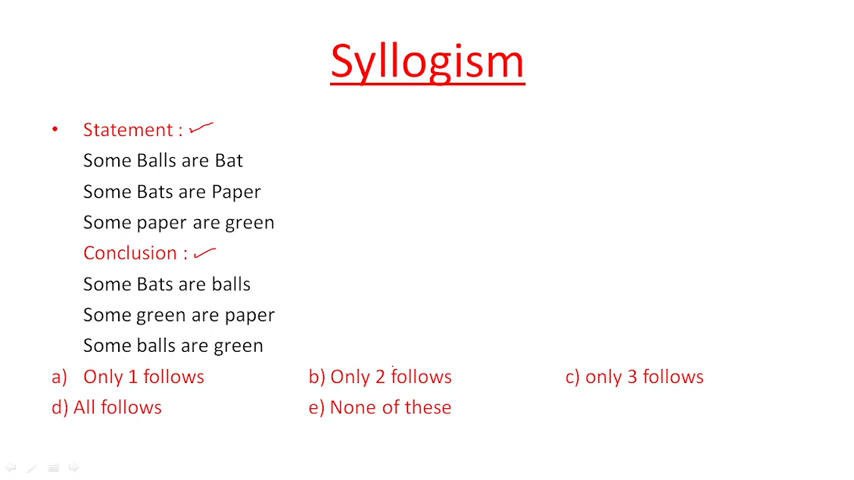 Syllogism
• Statement :
Some Balls are Bat
Some Bats are Paper
Some paper are green
Conclusion :
Some Bats are balls
Some green are paper
Some balls are green
a) Only 1 follows b) Only 2 follows c) only 3 follows
d) All follows e) None of these